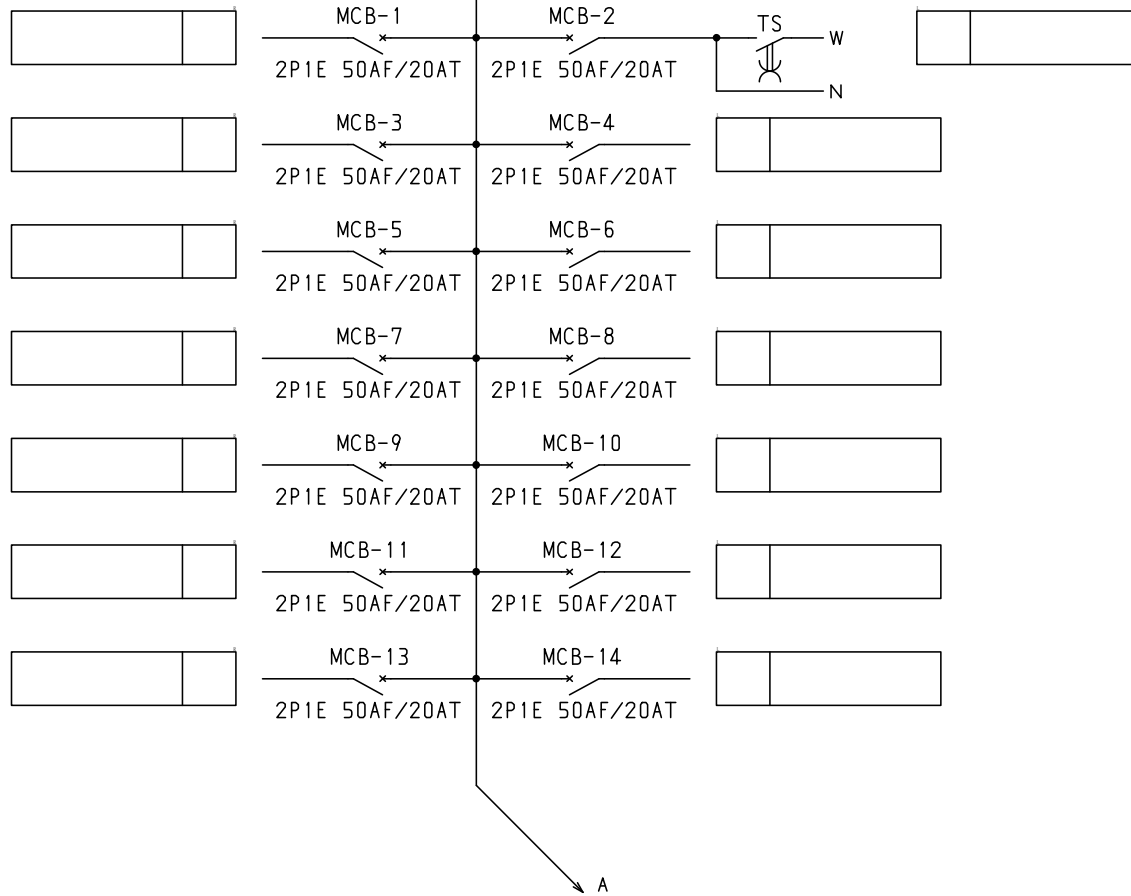 MCB-1 MCB-2 TS
W
2P1E 50AF/20AT 2P1E 50AF/20AT
N
MCB-3 MCB-4
2P1E 50AF/20AT 2P1E 50AF/20AT
MCB-5 MCB-6
2P1E 50AF/20AT 2P1E 50AF/20AT
MCB-7 MCB-8
2P1E 50AF/20AT 2P1E 50AF/20AT
MCB-9 MCB-10
2P1E 50AF/20AT 2P1E 50AF/20AT
MCB-11 MCB-12
2P1E 50AF/20AT 2P1E 50AF/20AT
MCB-13 MCB-14
2P1E 50AF/20AT 2P1E 50AF/20AT
A